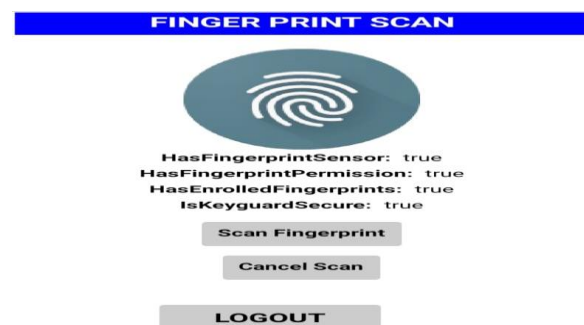 FINGER PRINT SCAN
HasFingerprintSensor: true
HasFingerprintPermission: true
HasEnrolledFingerprints: true
IsKeyguardSecure: true
Scan Fingerprint
Cancel Scan
LOGOUT